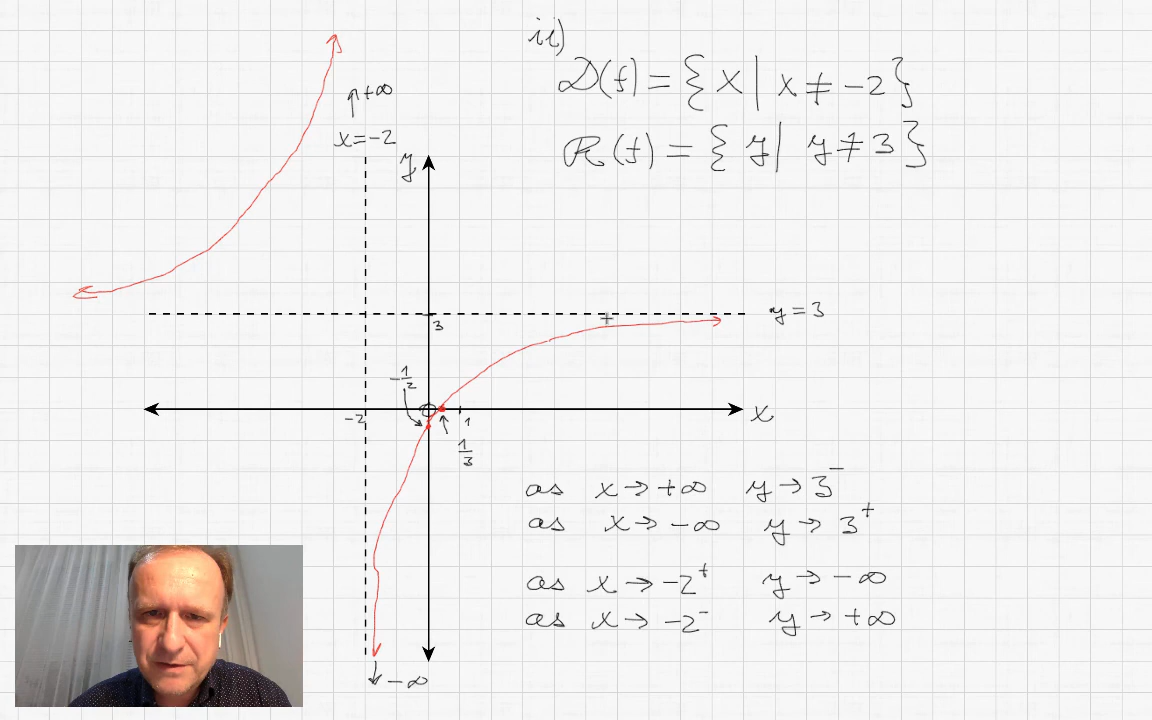 ii)
D(f) = { x | x ≠ -2 }
R(f) = { y | y ≠ 3 }
↑+∞
x=-2
y
3
y = 3
-1/2
-2
1
x
1/3
as x → +∞ y → 3⁻
as x → -∞ y → 3⁺
as x → -2⁺ y → -∞
as x → -2⁻ y → +∞
↓-∞